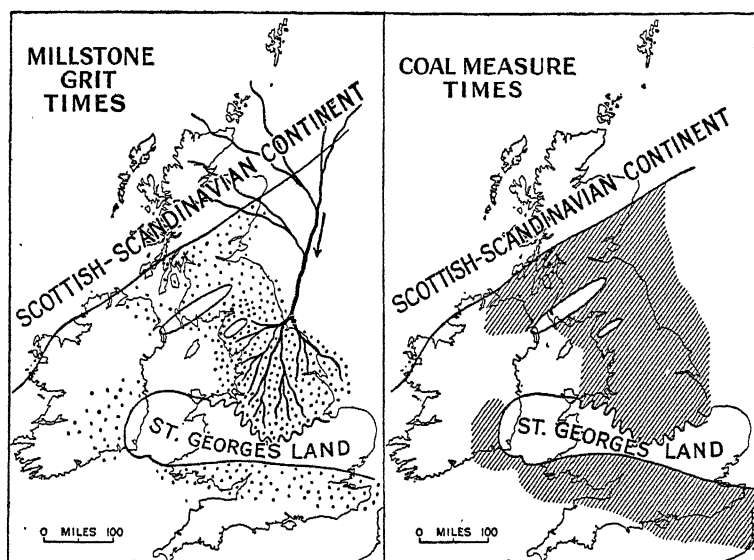 MILLSTONE
GRIT
TIMES
SCOTTISH-SCANDINAVIAN CONTINENT
ST. GEORGES LAND
0 MILES 100
COAL MEASURE
TIMES
SCOTTISH-SCANDINAVIAN CONTINENT
ST. GEORGES LAND
0 MILES 100